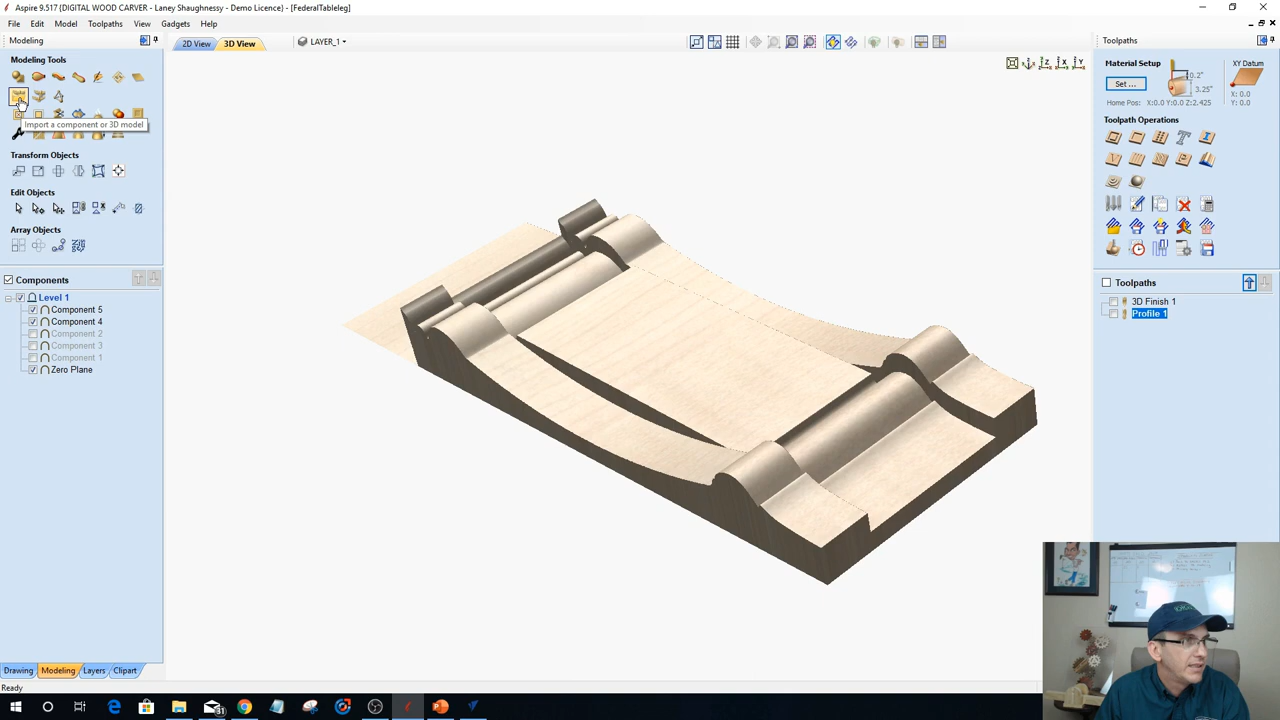 Aspire 9.517 (DIGITAL WOOD CARVER - Laney Shaughnessy - Demo Licence) - [FederalTableleg]
File Edit Model Toolpaths View Gadgets Help
Modeling
2D View 3D View LAYER_1
Toolpaths
Modeling Tools
Import a component or 3D model
Transform Objects
Edit Objects
Array Objects
Components
Level 1
Component 5
Component 4
Component 2
Component 3
Component 1
Zero Plane
Z X Y
Material Setup
Set ...
0.2"
3.25"
XY Datum
X: 0.0
Y: 0.0
Home Pos: X:0.0 Y:0.0 Z:2.425
Toolpath Operations
Toolpaths
3D Finish 1
Profile 1
Drawing Modeling Layers Clipart
Ready
31